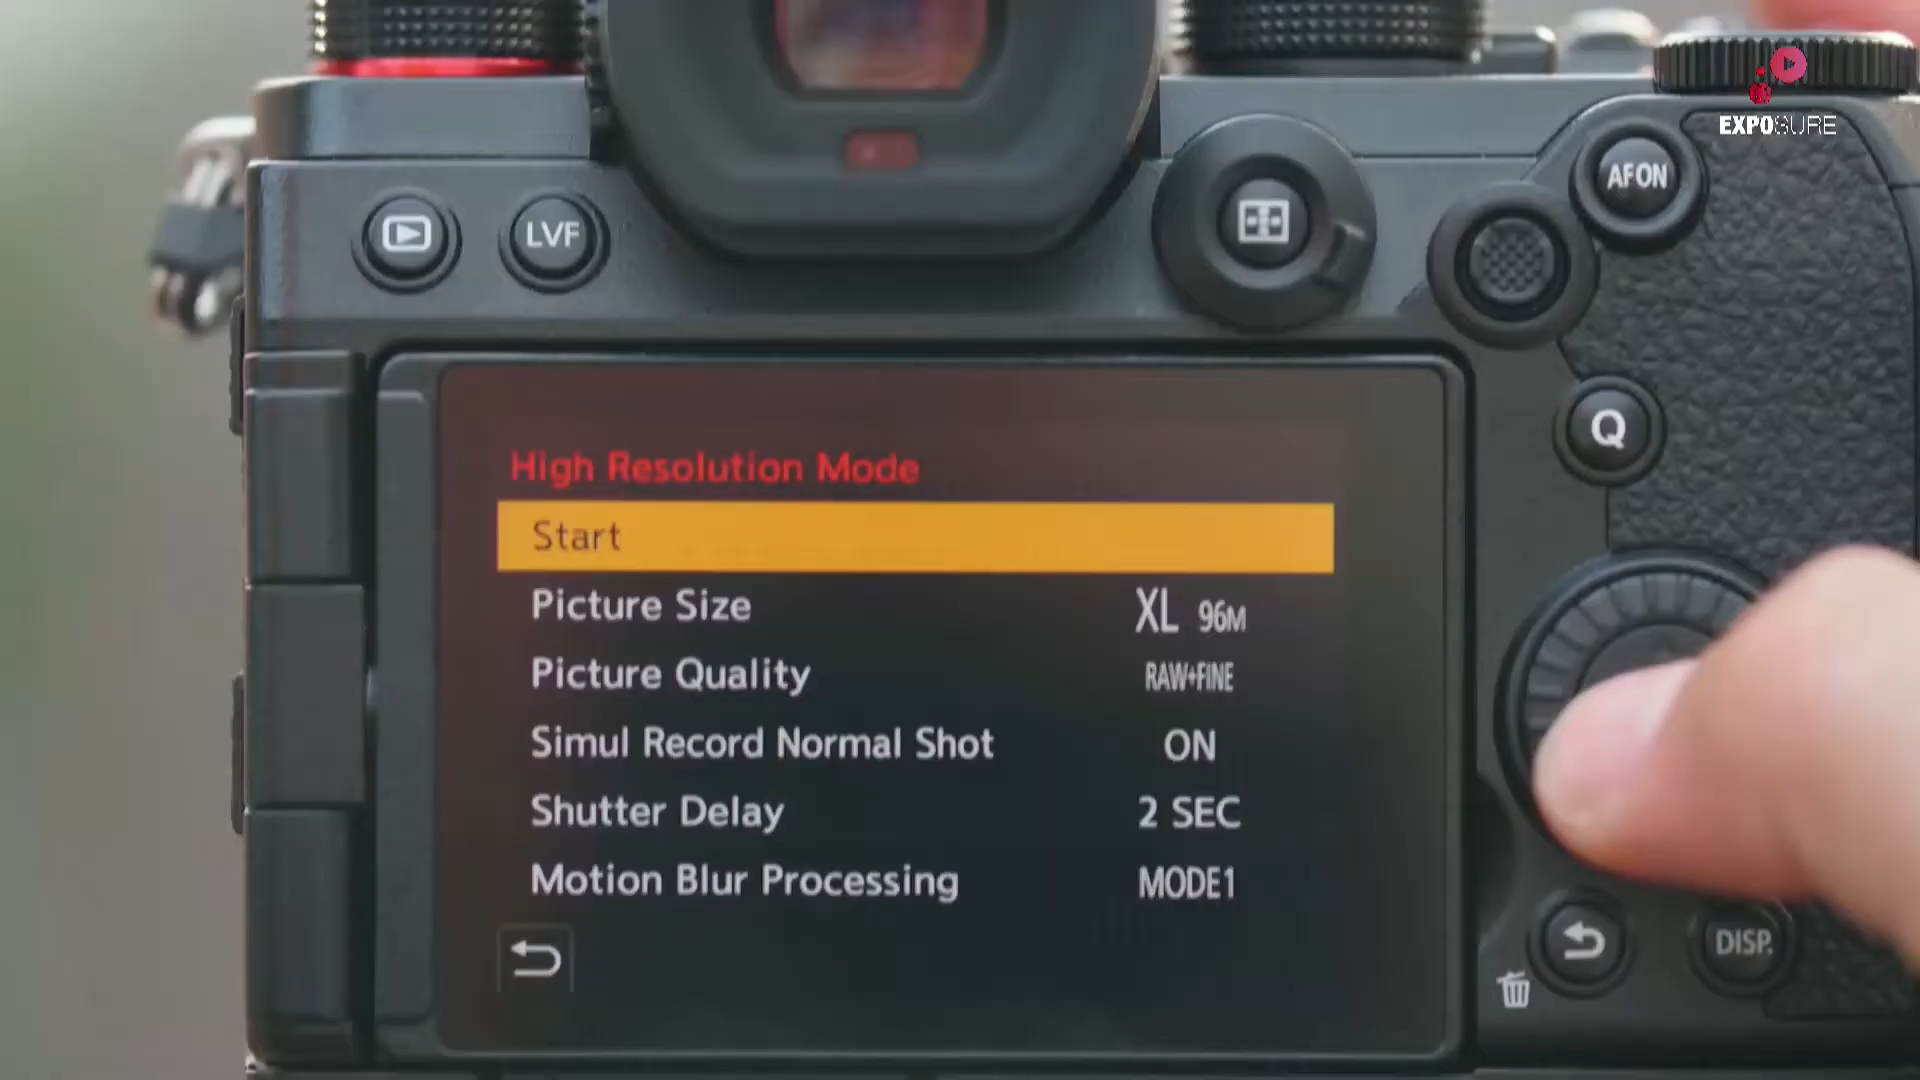 EXPOSURE
AF ON
LVF
Q
High Resolution Mode
Start
Picture Size XL 96M
Picture Quality RAW+FINE
Simul Record Normal Shot ON
Shutter Delay 2 SEC
Motion Blur Processing MODE1
DISP.